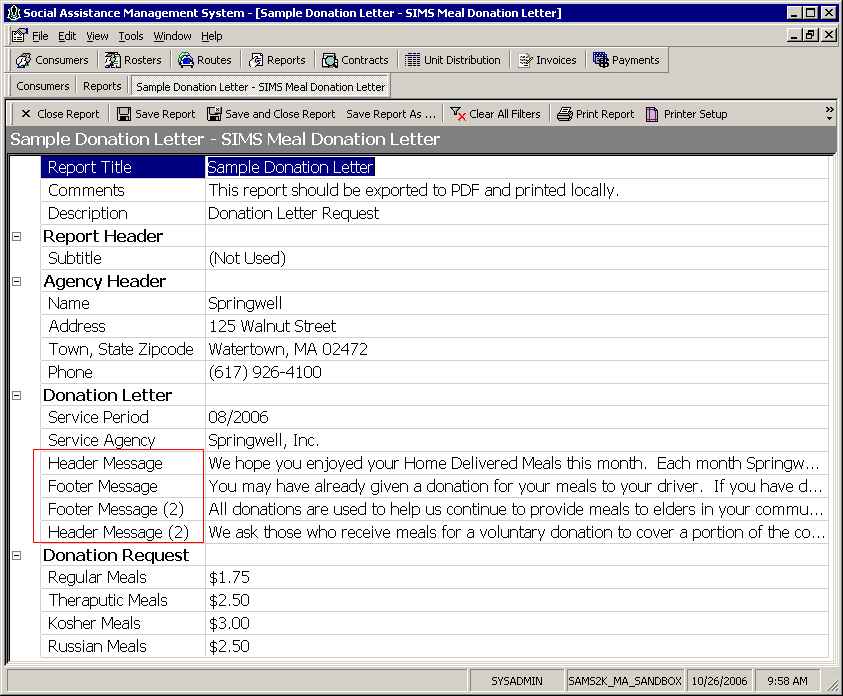 Social Assistance Management System - [Sample Donation Letter - SIMS Meal Donation Letter]
File Edit View Tools Window Help
Consumers Rosters Routes Reports Contracts Unit Distribution Invoices Payments
Consumers Reports Sample Donation Letter - SIMS Meal Donation Letter
Close Report Save Report Save and Close Report Save Report As ... Clear All Filters Print Report Printer Setup
Sample Donation Letter - SIMS Meal Donation Letter
Report Title Sample Donation Letter
Comments This report should be exported to PDF and printed locally.
Description Donation Letter Request
Report Header
Subtitle (Not Used)
Agency Header
Name Springwell
Address 125 Walnut Street
Town, State Zipcode Watertown, MA 02472
Phone (617) 926-4100
Donation Letter
Service Period 08/2006
Service Agency Springwell, Inc.
Header Message We hope you enjoyed your Home Delivered Meals this month.  Each month Springw...
Footer Message You may have already given a donation for your meals to your driver.  If you have d...
Footer Message (2) All donations are used to help us continue to provide meals to elders in your commu...
Header Message (2) We ask those who receive meals for a voluntary donation to cover a portion of the co...
Donation Request
Regular Meals $1.75
Theraputic Meals $2.50
Kosher Meals $3.00
Russian Meals $2.50
SYSADMIN SAMS2K_MA_SANDBOX 10/26/2006 9:58 AM